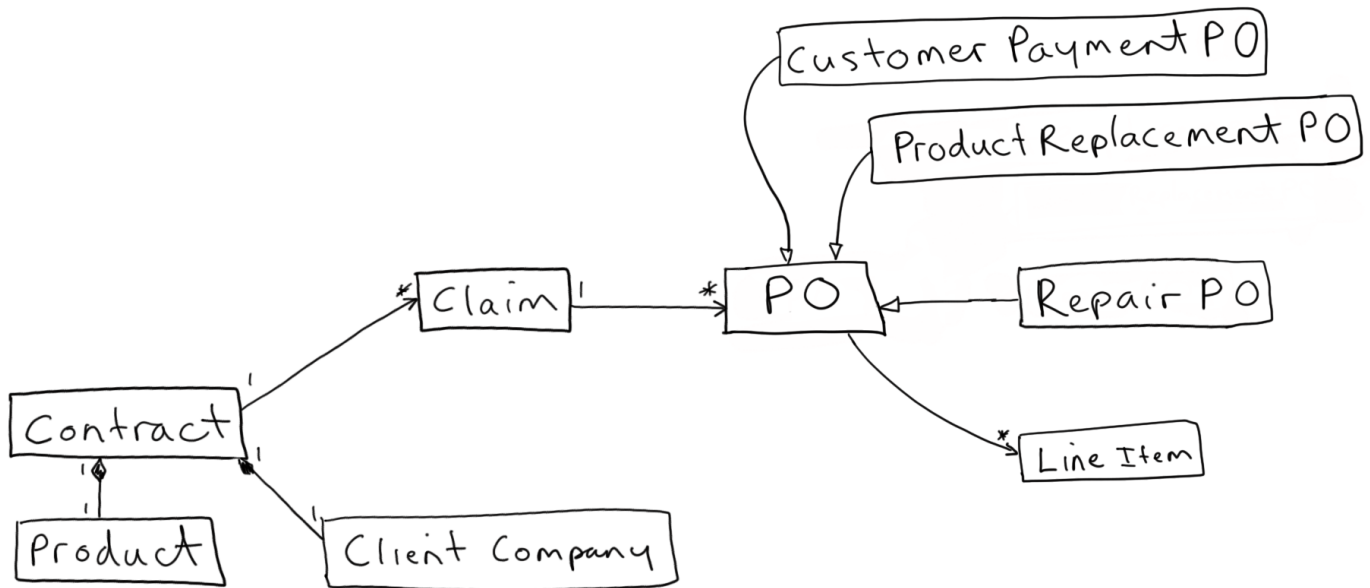 Customer Payment PO
Product Replacement PO
* Claim 1 * PO
Repair PO
1
Contract
* Line Item
1 1
1 1
Product
Client Company